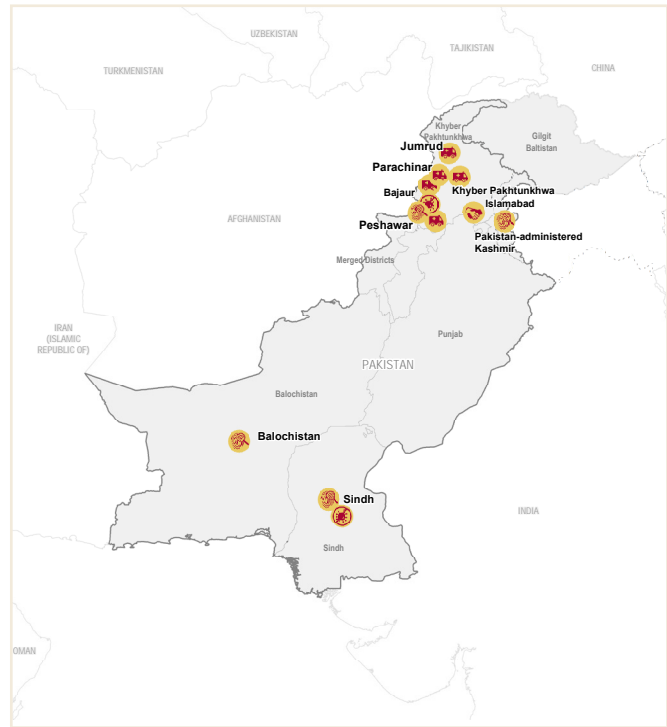 UZBEKISTAN
TAJIKISTAN
TURKMENISTAN
CHINA
Khyber
Pakhtunkhwa
Gilgit
Baltistan
Jumrud
Parachinar
Bajaur
Khyber Pakhtunkhwa
Islamabad
AFGHANISTAN
Peshawar
Pakistan-administered
Kashmir
Merged Districts
IRAN
(ISLAMIC
REPUBLIC OF)
Punjab
PAKISTAN
Balochistan
Balochistan
Sindh
INDIA
Sindh
OMAN